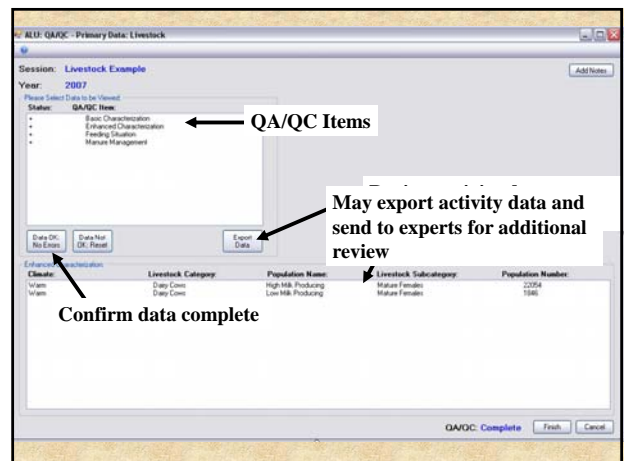 ALU: QA/QC - Primary Data: Livestock
Session: Livestock Example
Add Notes
Year: 2007
Please Select Data to be Viewed
Status: QA/QC Item:
+ Basic Characterization
+ Enhanced Characterization
+ Feeding Situation
+ Manure Management
QA/QC Items
May export activity data and
send to experts for additional
review
Data OK, No Errors
Data Not OK, Reset
Export Data
Enhanced Characterization
Climate: Livestock Category: Population Name: Livestock Subcategory: Population Number:
Warm Dairy Cows High Milk Producing Mature Females 22054
Warm Dairy Cows Low Milk Producing Mature Females 1846
Confirm data complete
QA/QC: Complete Finish Cancel